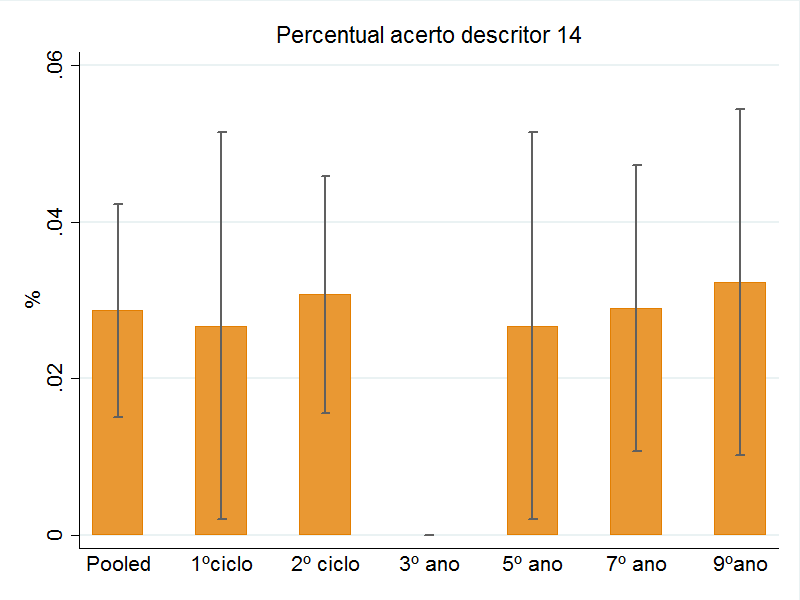 Percentual acerto descritor 14
%
.06
.04
.02
0
Pooled 1ºciclo 2º ciclo 3º ano 5º ano 7º ano 9ºano